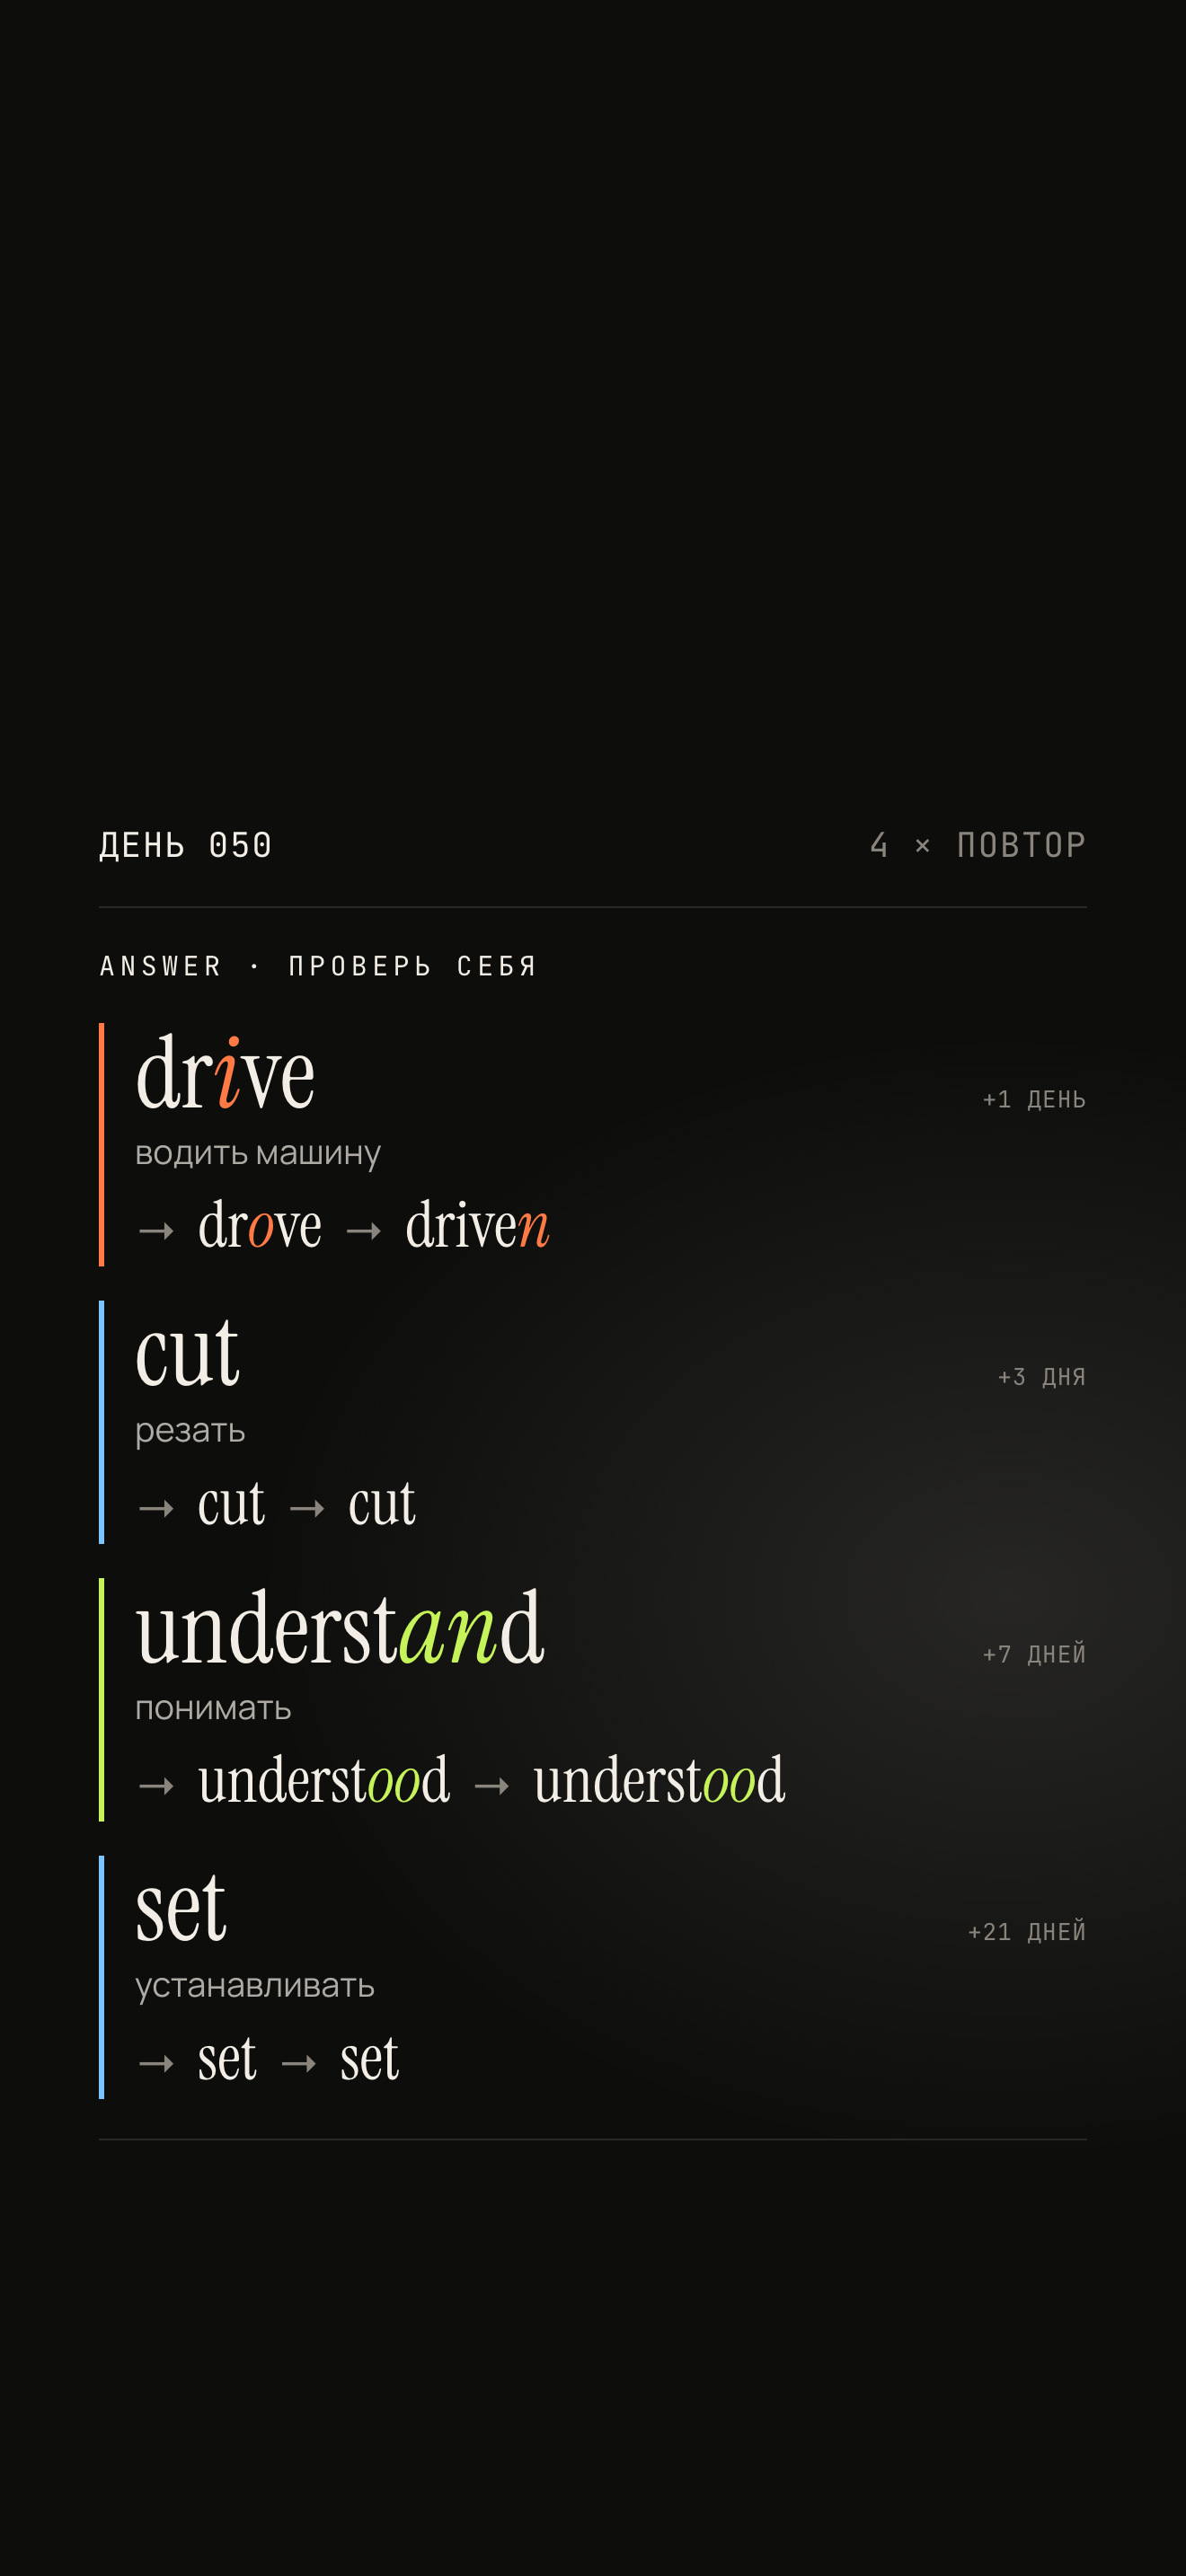 ДЕНЬ 050 4 × ПОВТОР
ANSWER · ПРОВЕРЬ СЕБЯ
drive
+1 ДЕНЬ
водить машину
→ drove → driven
cut
+3 ДНЯ
резать
→ cut → cut
understand
+7 ДНЕЙ
понимать
→ understood → understood
set
+21 ДНЕЙ
устанавливать
→ set → set